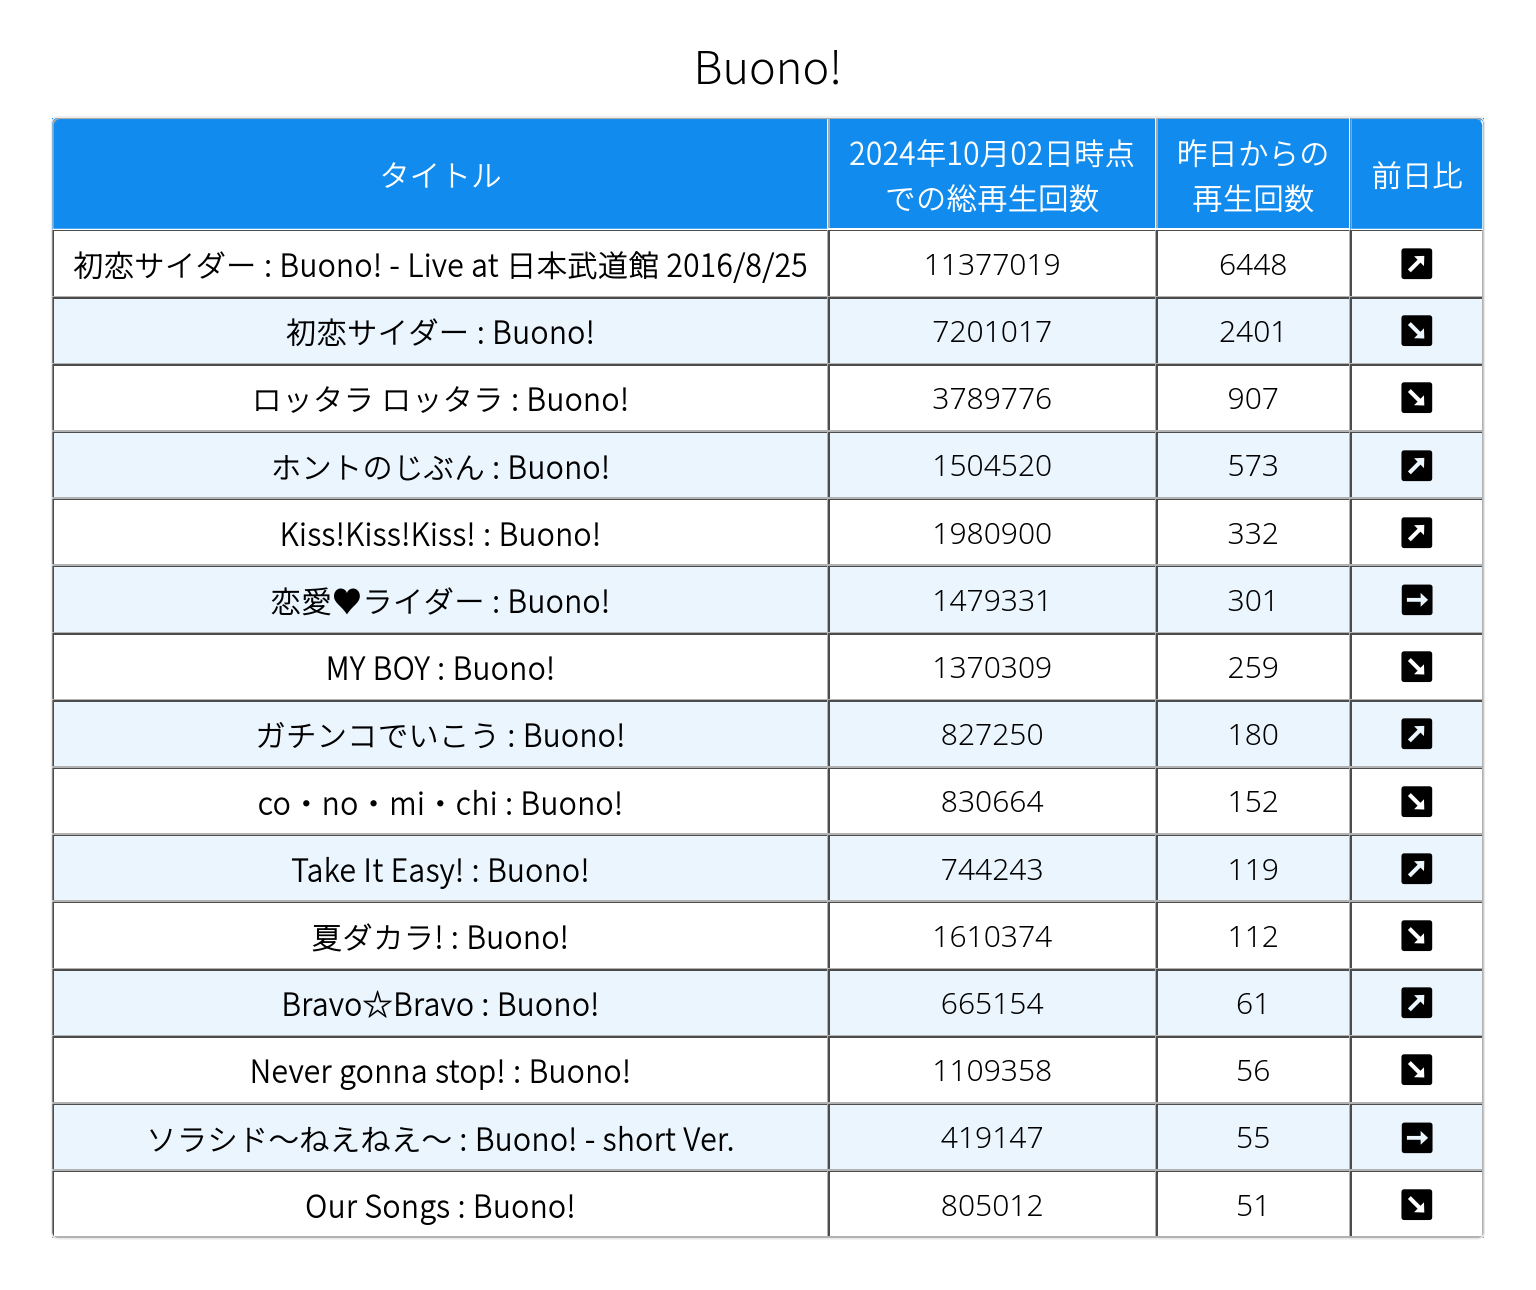 Buono!
タイトル
2024年10月02日時点
での総再生回数
昨日からの
再生回数
前日比
初恋サイダー : Buono! - Live at 日本武道館 2016/8/25 11377019 6448 ↗
初恋サイダー : Buono! 7201017 2401 ↘
ロッタラ ロッタラ : Buono! 3789776 907 ↘
ホントのじぶん : Buono! 1504520 573 ↗
Kiss!Kiss!Kiss! : Buono! 1980900 332 ↗
恋愛♥ライダー : Buono! 1479331 301 →
MY BOY : Buono! 1370309 259 ↘
ガチンコでいこう : Buono! 827250 180 ↗
co・no・mi・chi : Buono! 830664 152 ↘
Take It Easy! : Buono! 744243 119 ↗
夏ダカラ! : Buono! 1610374 112 ↘
Bravo☆Bravo : Buono! 665154 61 ↗
Never gonna stop! : Buono! 1109358 56 ↘
ソラシド～ねえねえ～ : Buono! - short Ver. 419147 55 →
Our Songs : Buono! 805012 51 ↘